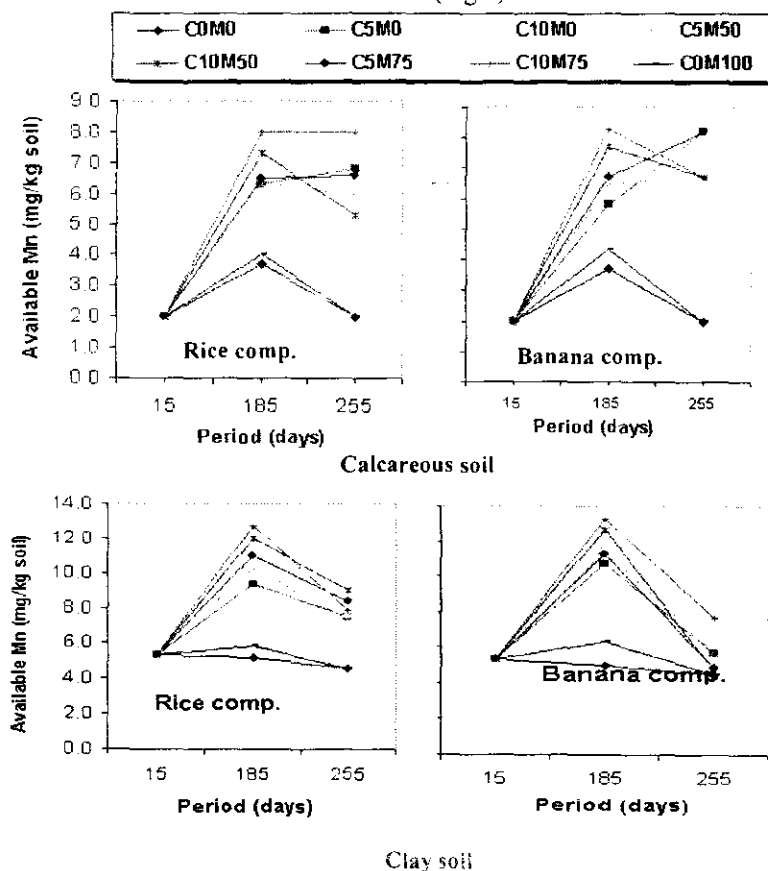 C0M0 C5M0 C10M0 C5M50
C10M50 C5M75 C10M75 C0M100
9.0
8.0
7.0
6.0
5.0
4.0
3.0
2.0
1.0
0.0
Available Mn (mg/kg soil)
Rice comp.
15 185 255
Period (days)
Banana comp.
15 185 255
Period (days)
Calcareous soil
14.0
12.0
10.0
8.0
6.0
4.0
2.0
0.0
Available Mn (mg/kg soil)
Rice comp.
15 185 255
Period (days)
Banana comp.
15 185 255
Period (days)
Clay soil